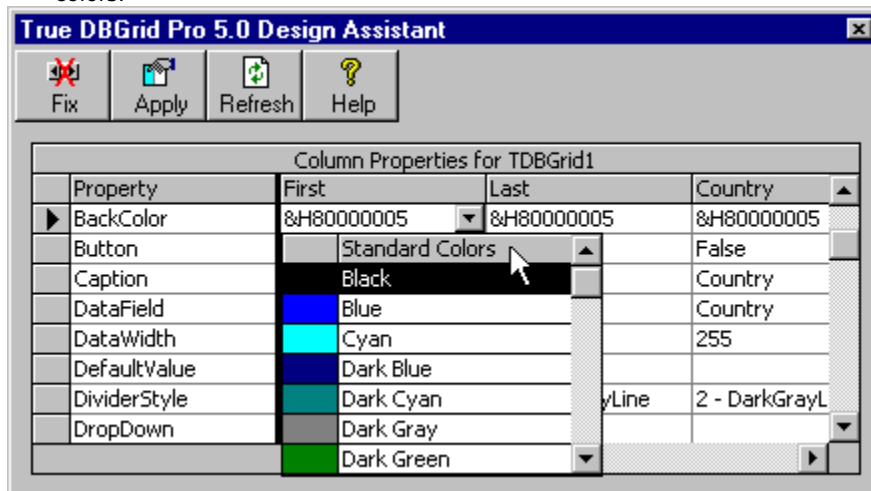 True DBGrid Pro 5.0 Design Assistant
Fix Apply Refresh Help
Column Properties for TDBGrid1
Property First Last Country
BackColor &H80000005 &H80000005 &H80000005
Button Standard Colors False
Caption Black Country
DataField Blue Country
DataWidth Cyan 255
DefaultValue Dark Blue
DividerStyle Dark Cyan yLine 2 - DarkGrayL
DropDown Dark Gray
Dark Green